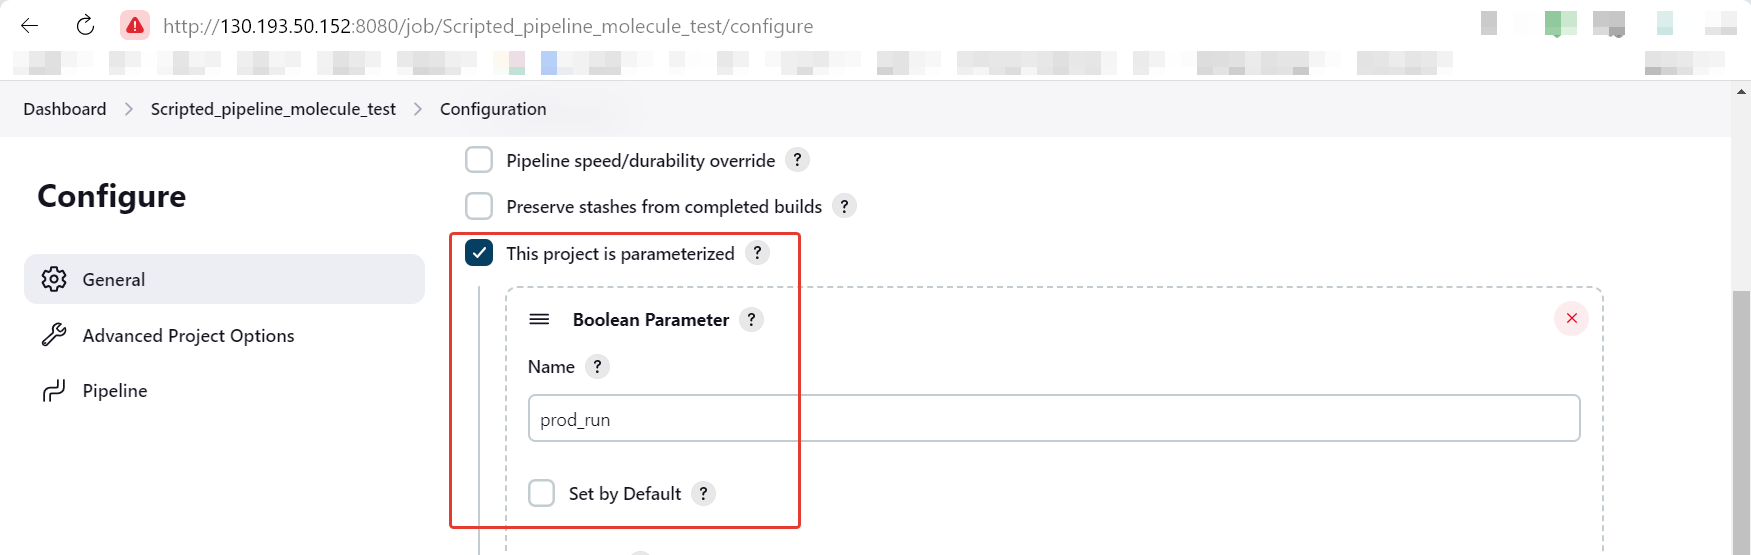 http://130.193.50.152:8080/job/Scripted_pipeline_molecule_test/configure
Dashboard > Scripted_pipeline_molecule_test > Configuration
Pipeline speed/durability override ?
Configure
Preserve stashes from completed builds ?
This project is parameterized ?
General
Boolean Parameter ?
Advanced Project Options
Name ?
Pipeline
prod_run
Set by Default ?